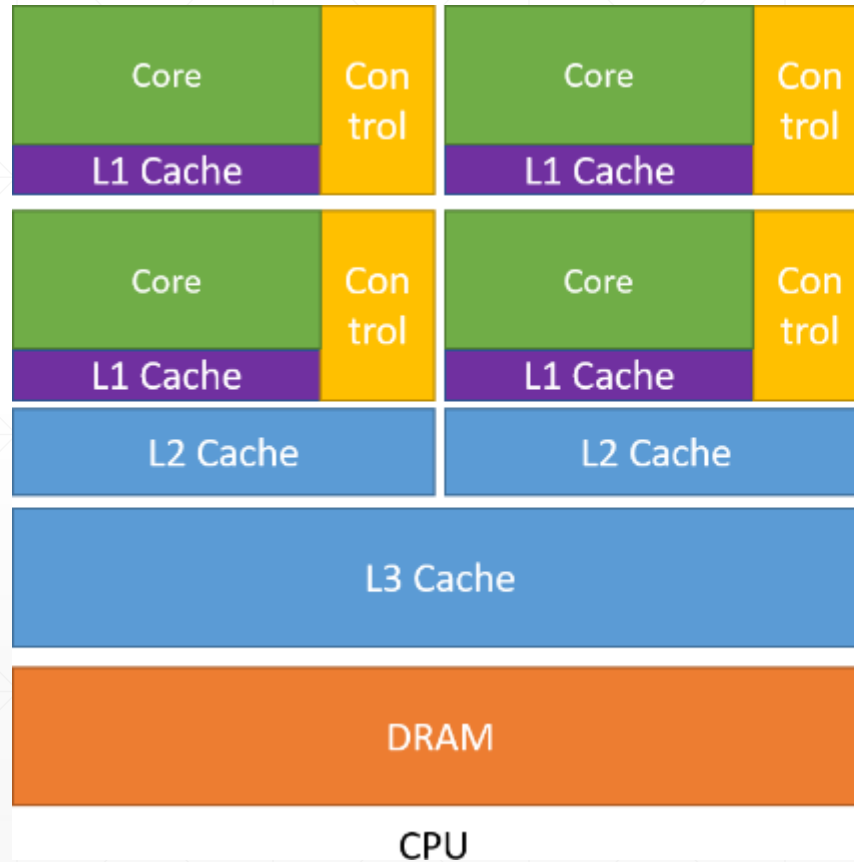 Core
Con
trol
L1 Cache
Core
Con
trol
L1 Cache
Core
Con
trol
L1 Cache
Core
Con
trol
L1 Cache
L2 Cache
L2 Cache
L3 Cache
DRAM
CPU